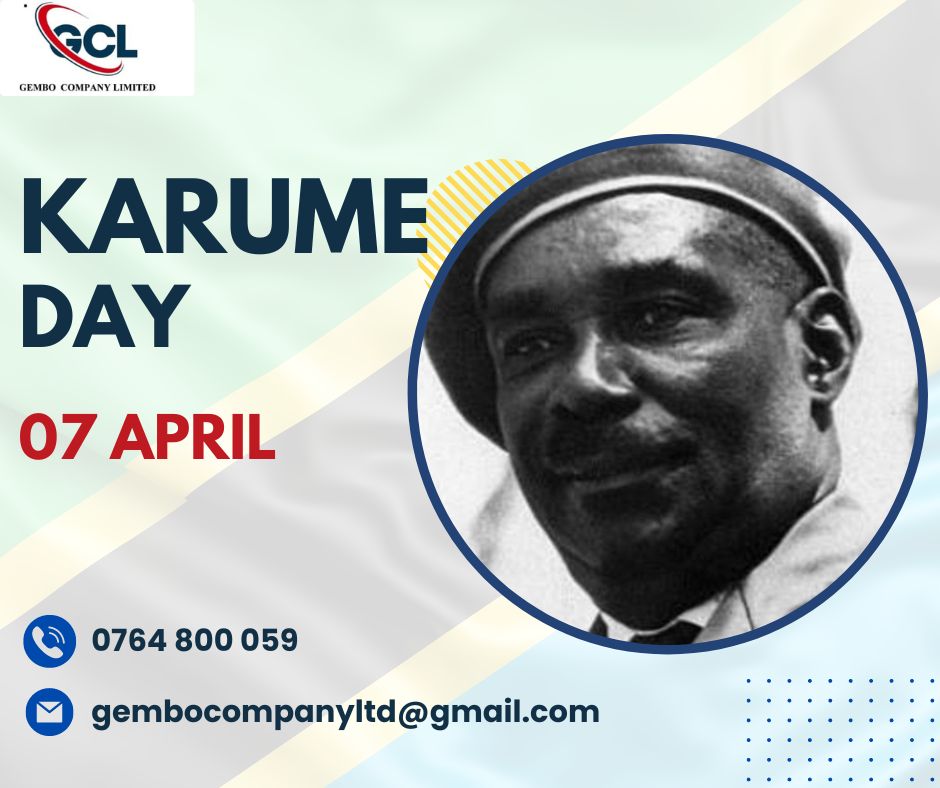 GCL
GEMBO COMPANY LIMITED
KARUME
DAY
07 APRIL
0764 800 059
gembocompanyltd@gmail.com